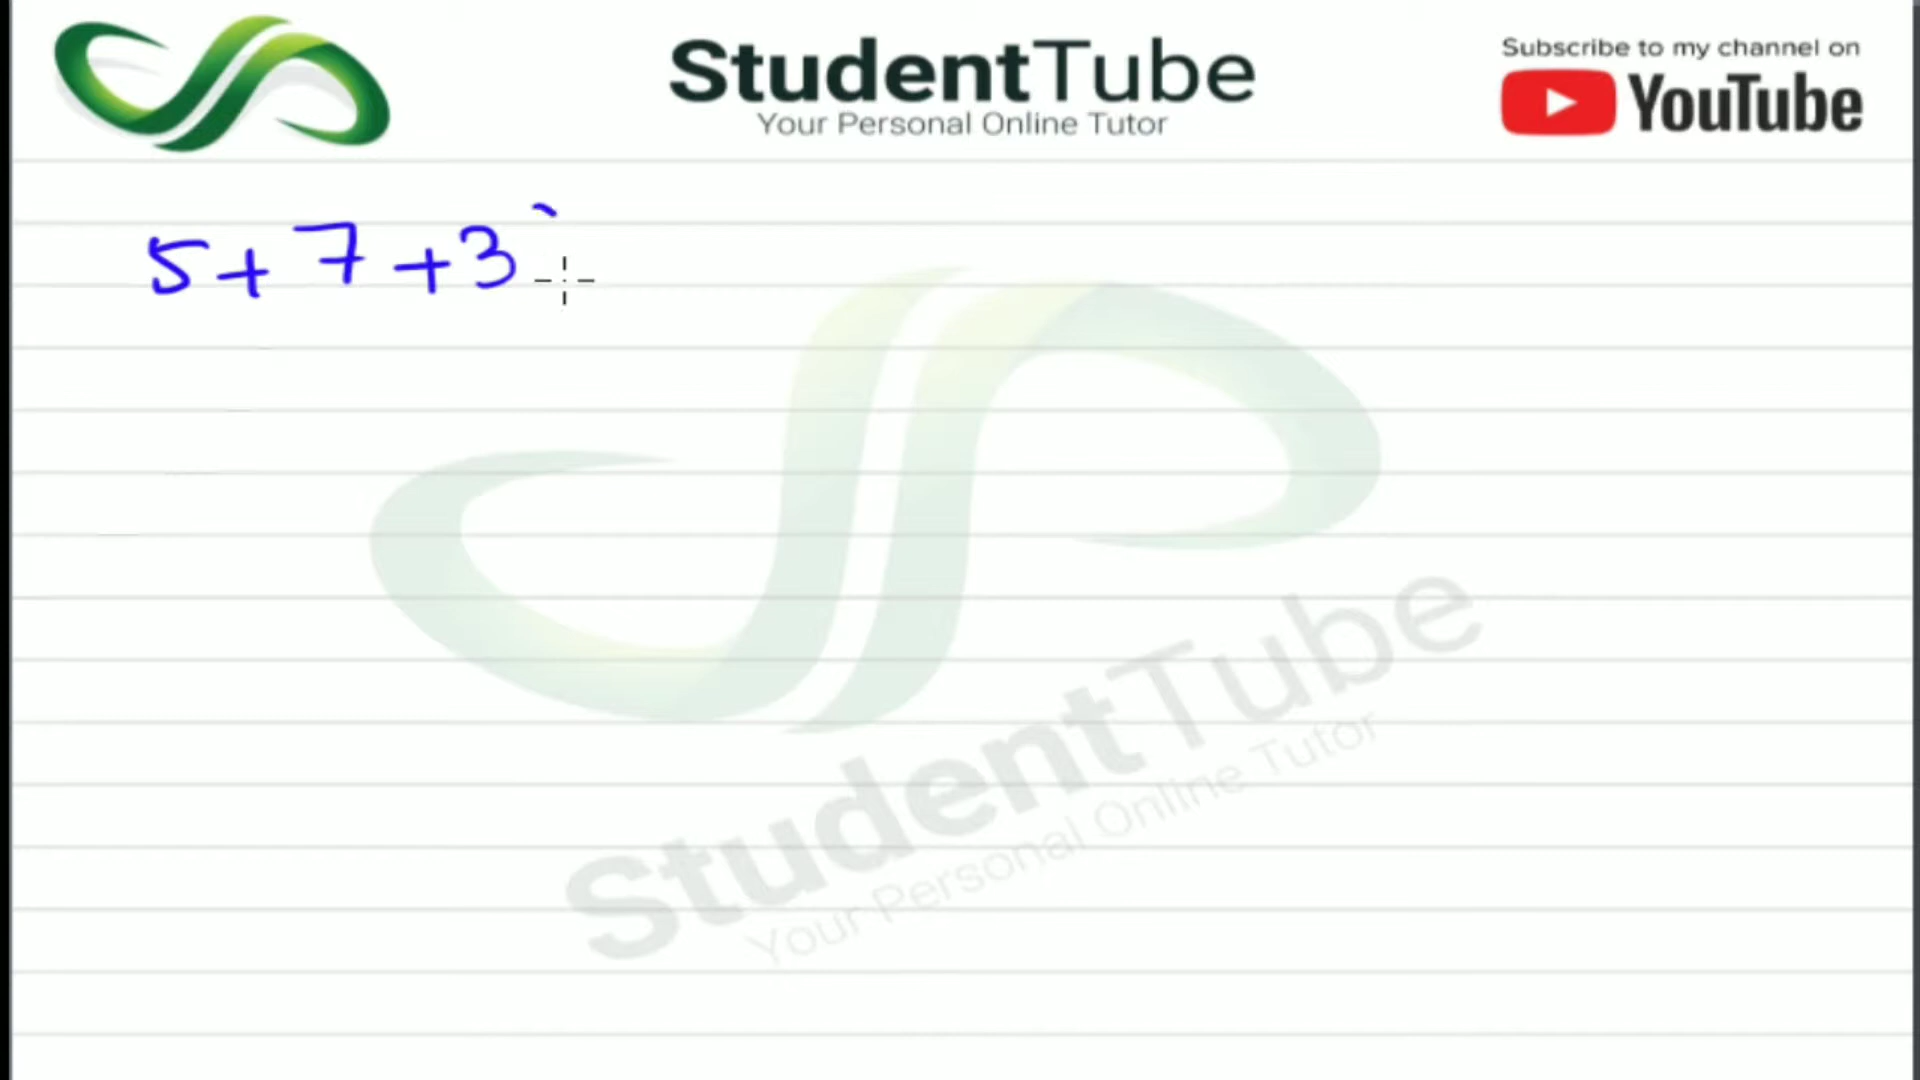 StudentTube
Your Personal Online Tutor
Subscribe to my channel on
YouTube
5+7+3
StudentTube
Your Personal Online Tutor